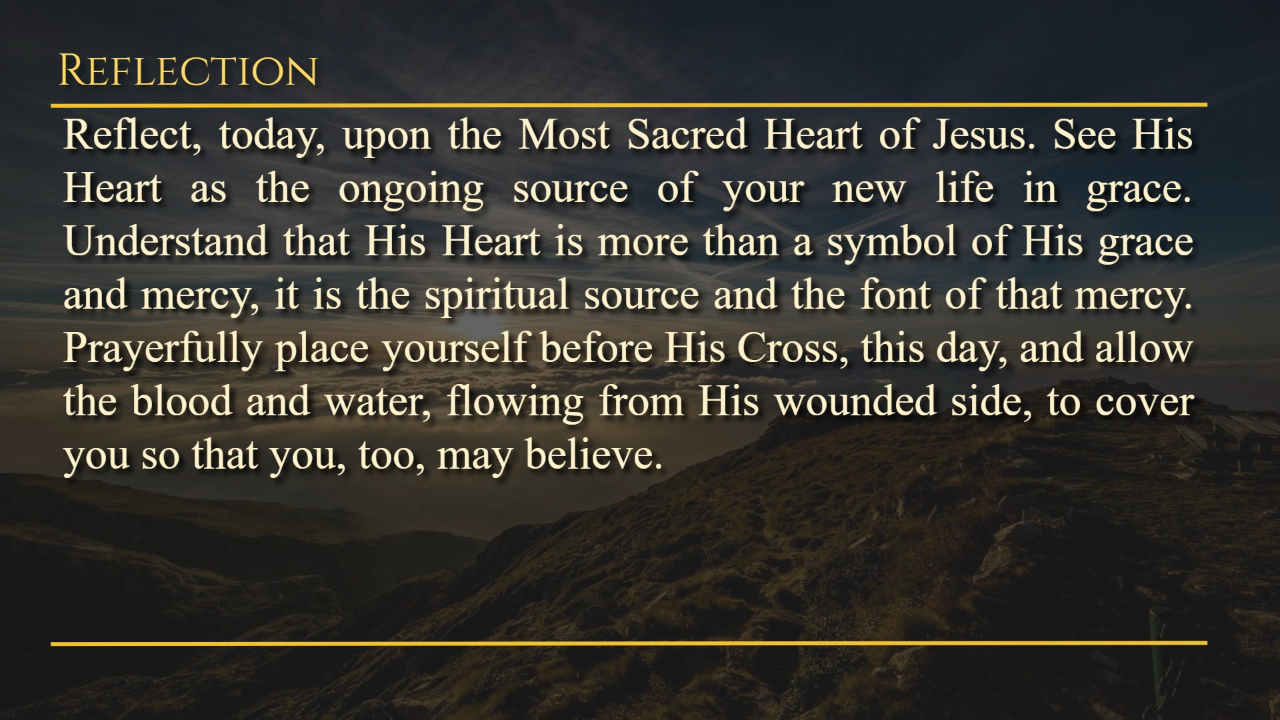 Reflection
Reflect, today, upon the Most Sacred Heart of Jesus. See His
Heart as the ongoing source of your new life in grace.
Understand that His Heart is more than a symbol of His grace
and mercy, it is the spiritual source and the font of that mercy.
Prayerfully place yourself before His Cross, this day, and allow
the blood and water, flowing from His wounded side, to cover
you so that you, too, may believe.